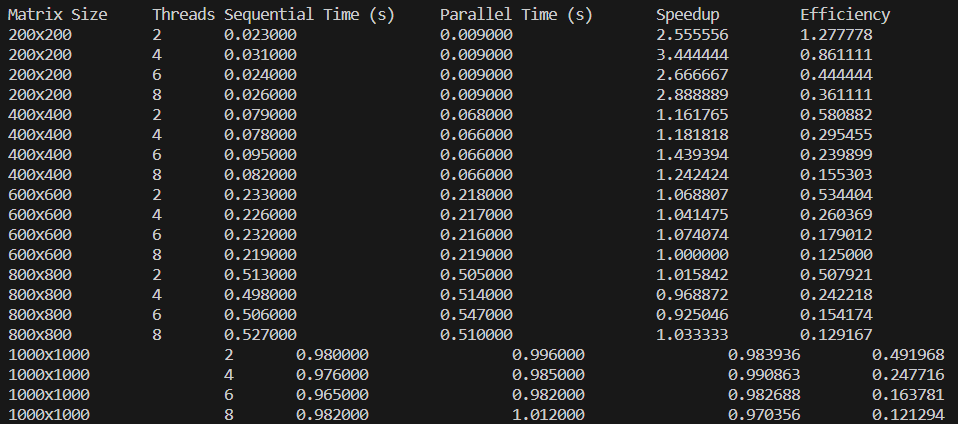 Matrix Size Threads Sequential Time (s) Parallel Time (s) Speedup Efficiency
200x200 2 0.023000 0.009000 2.555556 1.277778
200x200 4 0.031000 0.009000 3.444444 0.861111
200x200 6 0.024000 0.009000 2.666667 0.444444
200x200 8 0.026000 0.009000 2.888889 0.361111
400x400 2 0.079000 0.068000 1.161765 0.580882
400x400 4 0.078000 0.066000 1.181818 0.295455
400x400 6 0.095000 0.066000 1.439394 0.239899
400x400 8 0.082000 0.066000 1.242424 0.155303
600x600 2 0.233000 0.218000 1.068807 0.534404
600x600 4 0.226000 0.217000 1.041475 0.260369
600x600 6 0.232000 0.216000 1.074074 0.179012
600x600 8 0.219000 0.219000 1.000000 0.125000
800x800 2 0.513000 0.505000 1.015842 0.507921
800x800 4 0.498000 0.514000 0.968872 0.242218
800x800 6 0.506000 0.547000 0.925046 0.154174
800x800 8 0.527000 0.510000 1.033333 0.129167
1000x1000 2 0.980000 0.996000 0.983936 0.491968
1000x1000 4 0.976000 0.985000 0.990863 0.247716
1000x1000 6 0.965000 0.982000 0.982688 0.163781
1000x1000 8 0.982000 1.012000 0.970356 0.121294